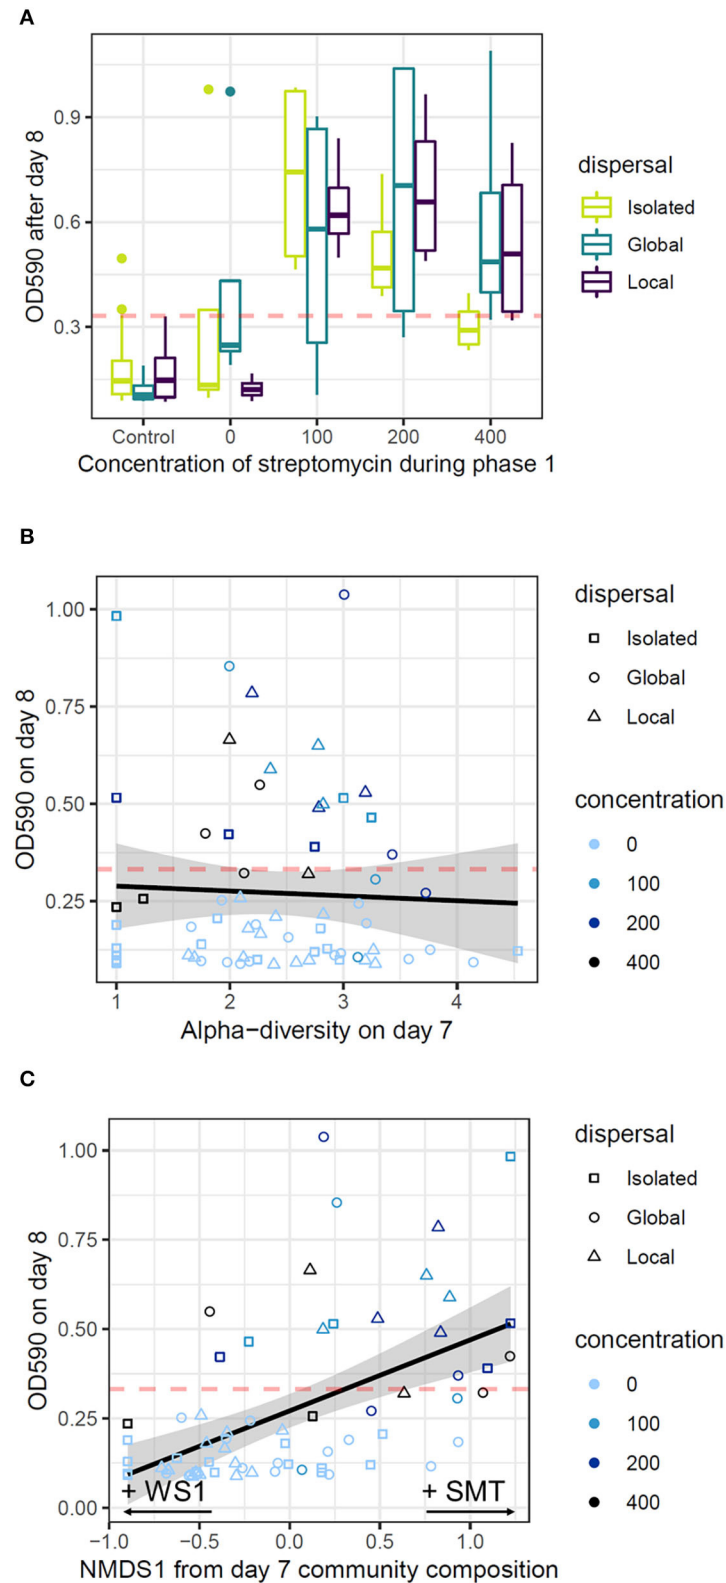 A
OD590 after day 8
0.9
0.6
0.3
Control 0 100 200 400
Concentration of streptomycin during phase 1
dispersal
Isolated
Global
Local
B
OD590 on day 8
1.00
0.75
0.50
0.25
1 2 3 4
Alpha−diversity on day 7
dispersal
Isolated
Global
Local
concentration
0
100
200
400
C
OD590 on day 8
1.00
0.75
0.50
0.25
0.00
+ WS1 + SMT
−1.0 −0.5 0.0 0.5 1.0
NMDS1 from day 7 community composition
dispersal
Isolated
Global
Local
concentration
0
100
200
400